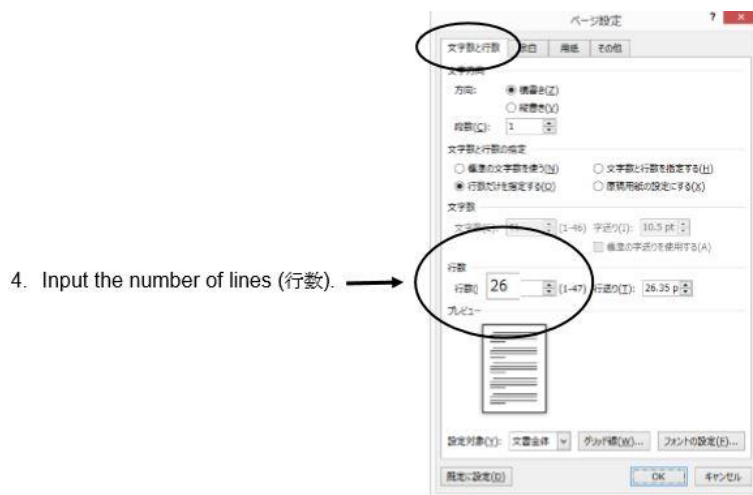 ページ設定
? ×
文字数と行数 余白 用紙 その他
文字方向
方向: 横書き(Z)
縦書き(V)
段数(C): 1
文字数と行数の指定
標準の文字数を使う(N) 文字数と行数を指定する(H)
行数だけを指定する(O) 原稿用紙の設定にする(X)
文字数
(1-46) 字送り(I): 10.5 pt
標準の字送りを使用する(A)
行数
4. Input the number of lines (行数).
行数( 26 (1-47) 行送り(T): 26.35 p
プレビュー
設定対象(Y): 文書全体 グリッド線(W)... フォントの設定(F)...
既定に設定(D) OK キャンセル